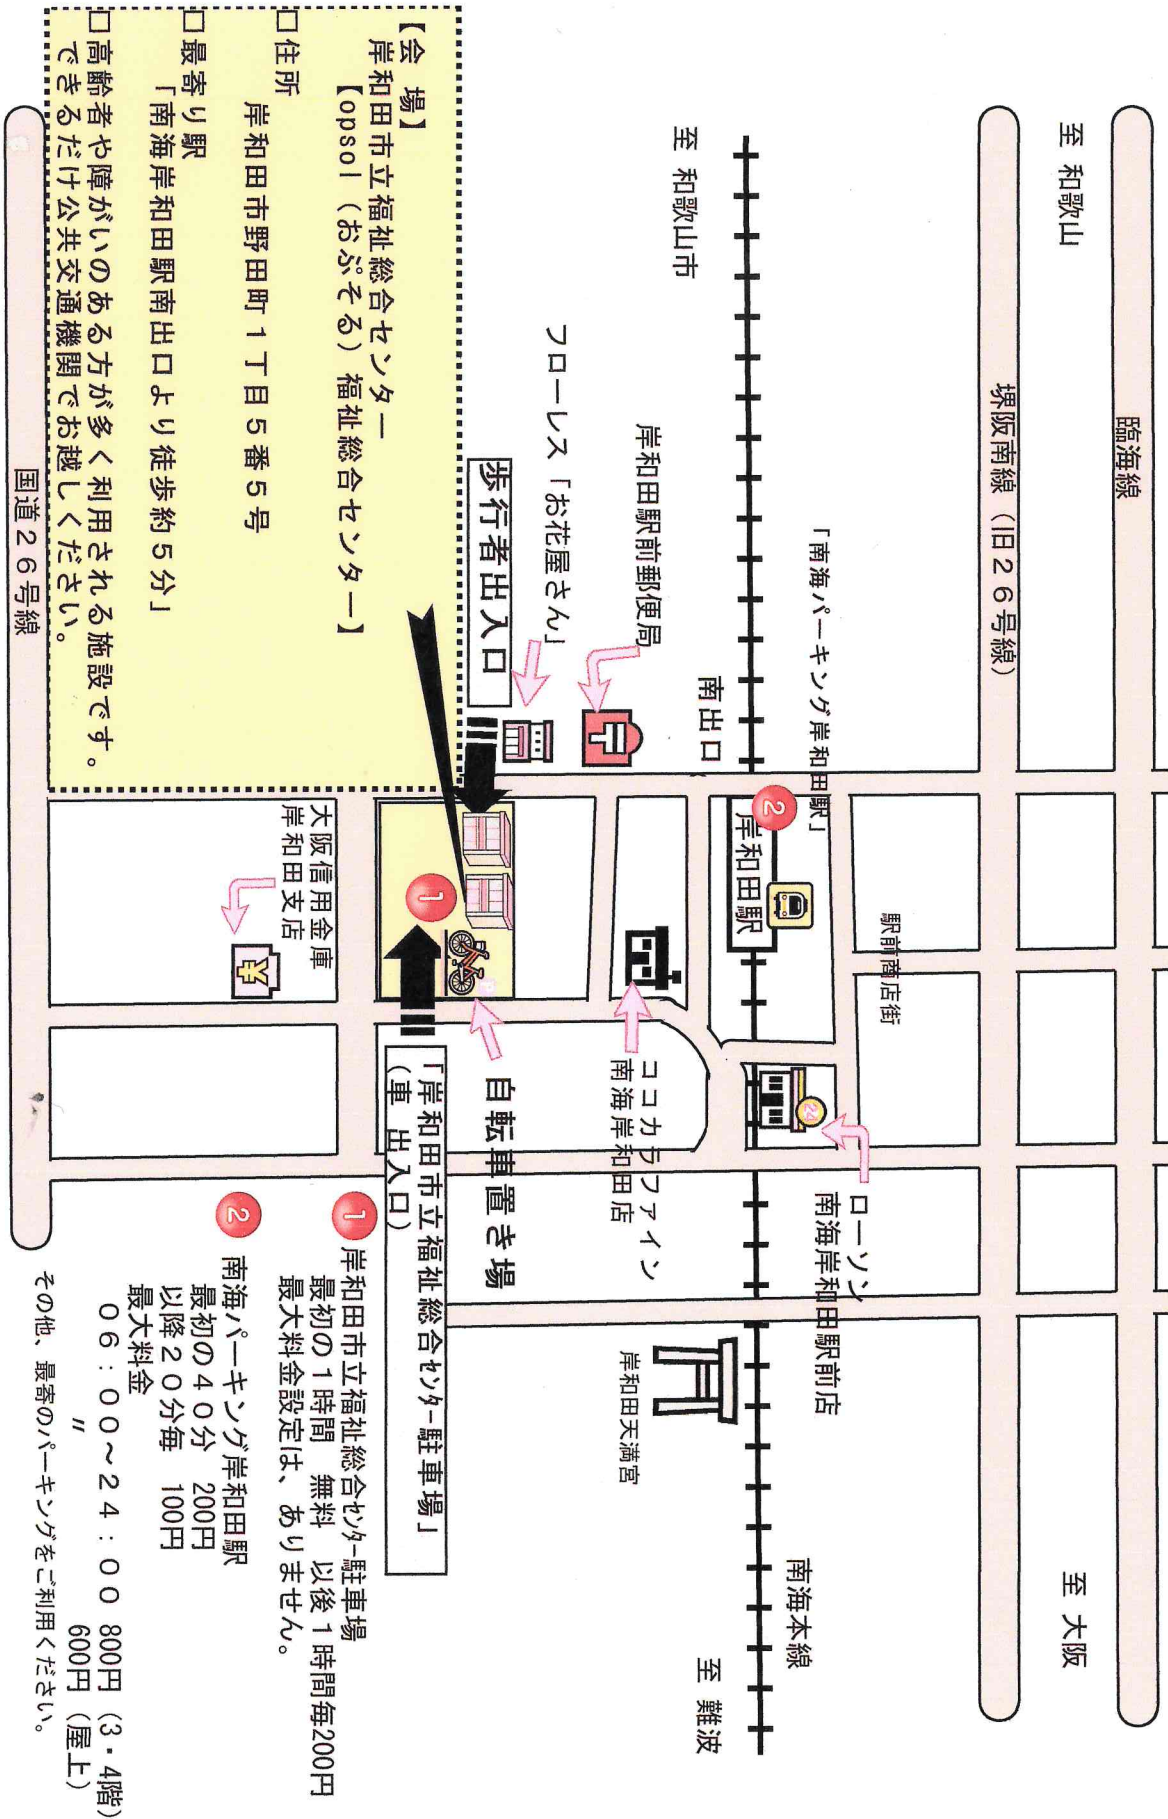 臨海線
至 和歌山
至 大阪
堺阪南線（旧２６号線）
「南海パーキング岸和田駅」
駅前商店街
ローソン
南海岸和田駅前店
24
南海本線
至 和歌山市
至 難波
南出口
2
岸和田駅
岸和田駅前郵便局
フローレス「お花屋さん」
ココカラファイン
南海岸和田店
岸和田天満宮
歩行者出入口
自転車置き場
1
「岸和田市立福祉総合ｾﾝﾀｰ駐車場」
（車 出入口）
【会 場】
岸和田市立福祉総合センター
【opsol（おぷそる）福祉総合センター】
□住所
岸和田市野田町１丁目５番５号
□最寄り駅
「南海岸和田駅南出口より徒歩約５分」
□高齢者や障がいのある方が多く利用される施設です。
できるだけ公共交通機関でお越しください。
大阪信用金庫
岸和田支店
¥
国道２６号線
1 岸和田市立福祉総合ｾﾝﾀｰ駐車場
最初の１時間 無料 以後１時間毎200円
最大料金設定は、ありません。
2 南海パーキング岸和田駅
最初の４０分 200円
以降２０分毎 100円
最大料金
０６：００～２４：００ 800円（3・4階）
〃 600円（屋上）
その他、最寄のパーキングをご利用ください。